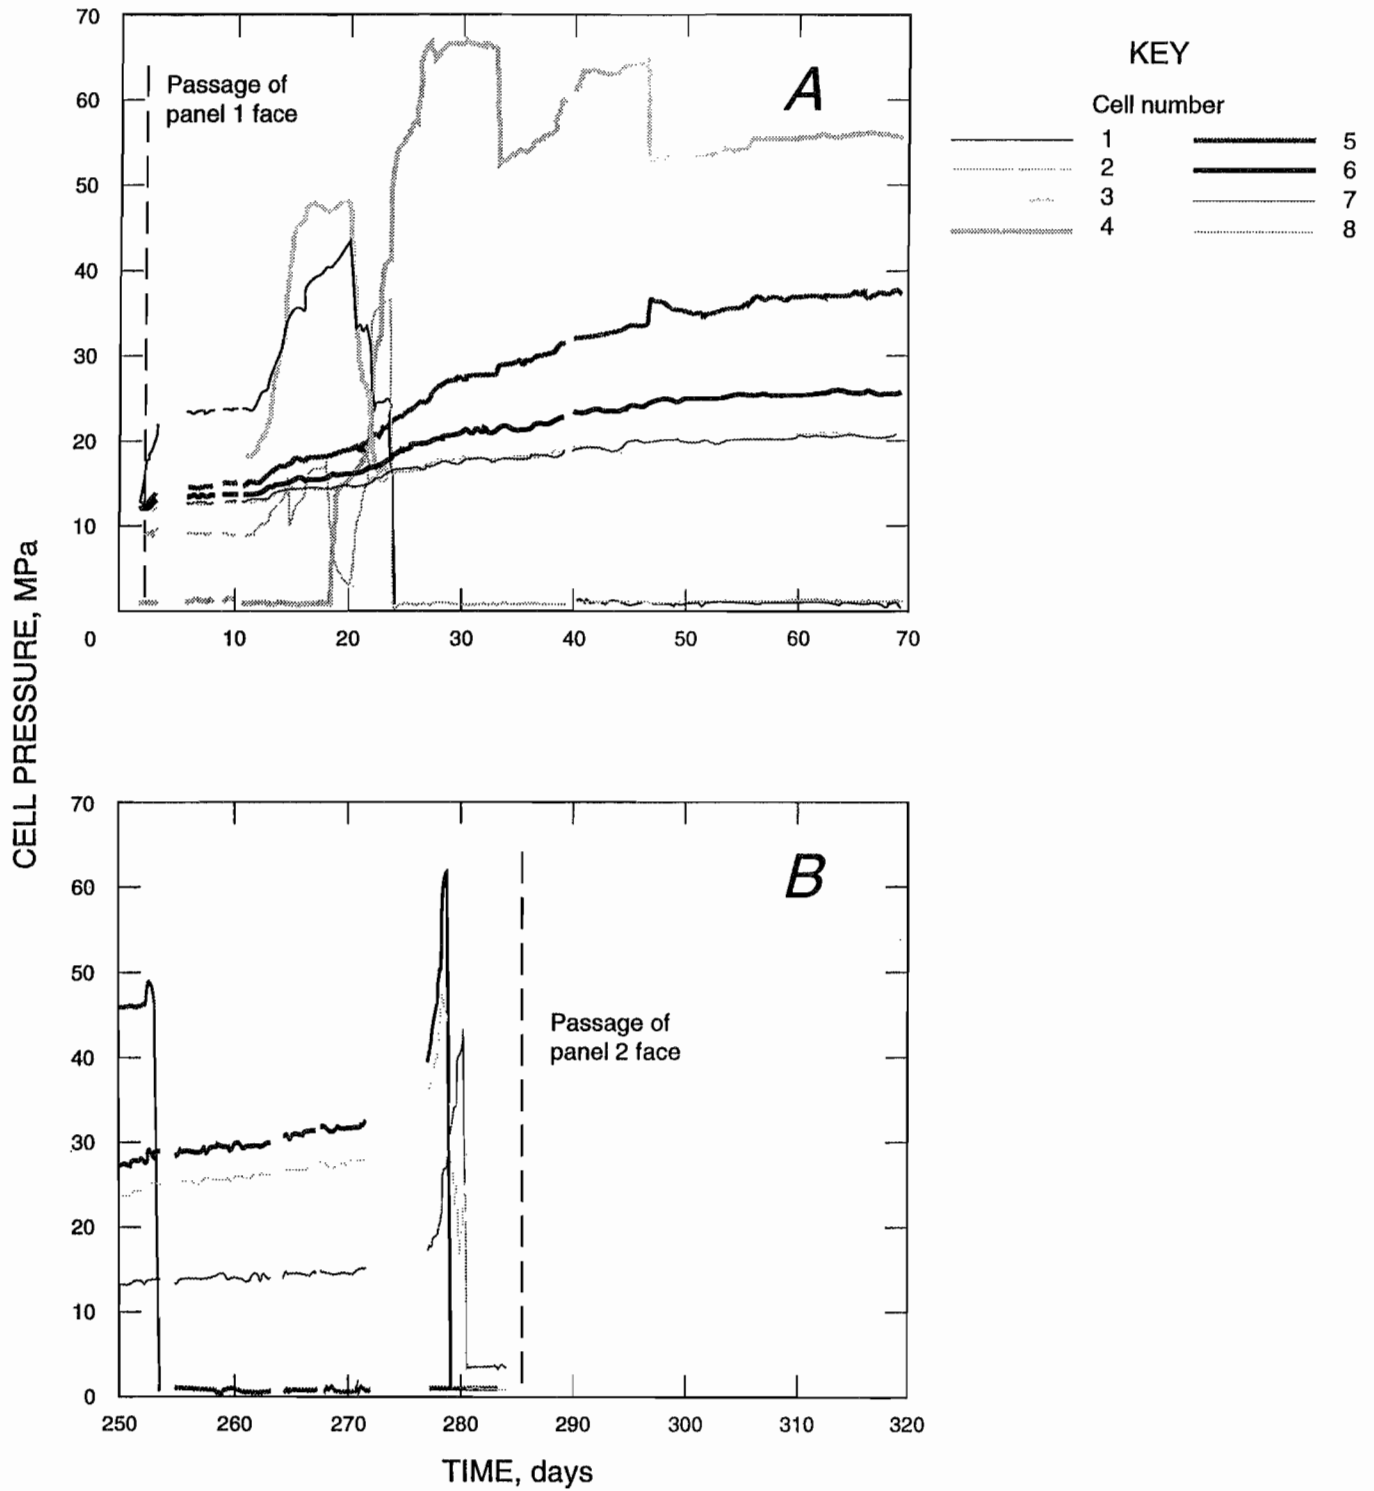 70
60
50
40
30
20
10
0 10 20 30 40 50 60 70
Passage of
panel 1 face
A
KEY
Cell number
1 5
2 6
3 7
4 8
CELL PRESSURE, MPa
70
60
50
40
30
20
10
0
250 260 270 280 290 300 310 320
B
Passage of
panel 2 face
TIME, days